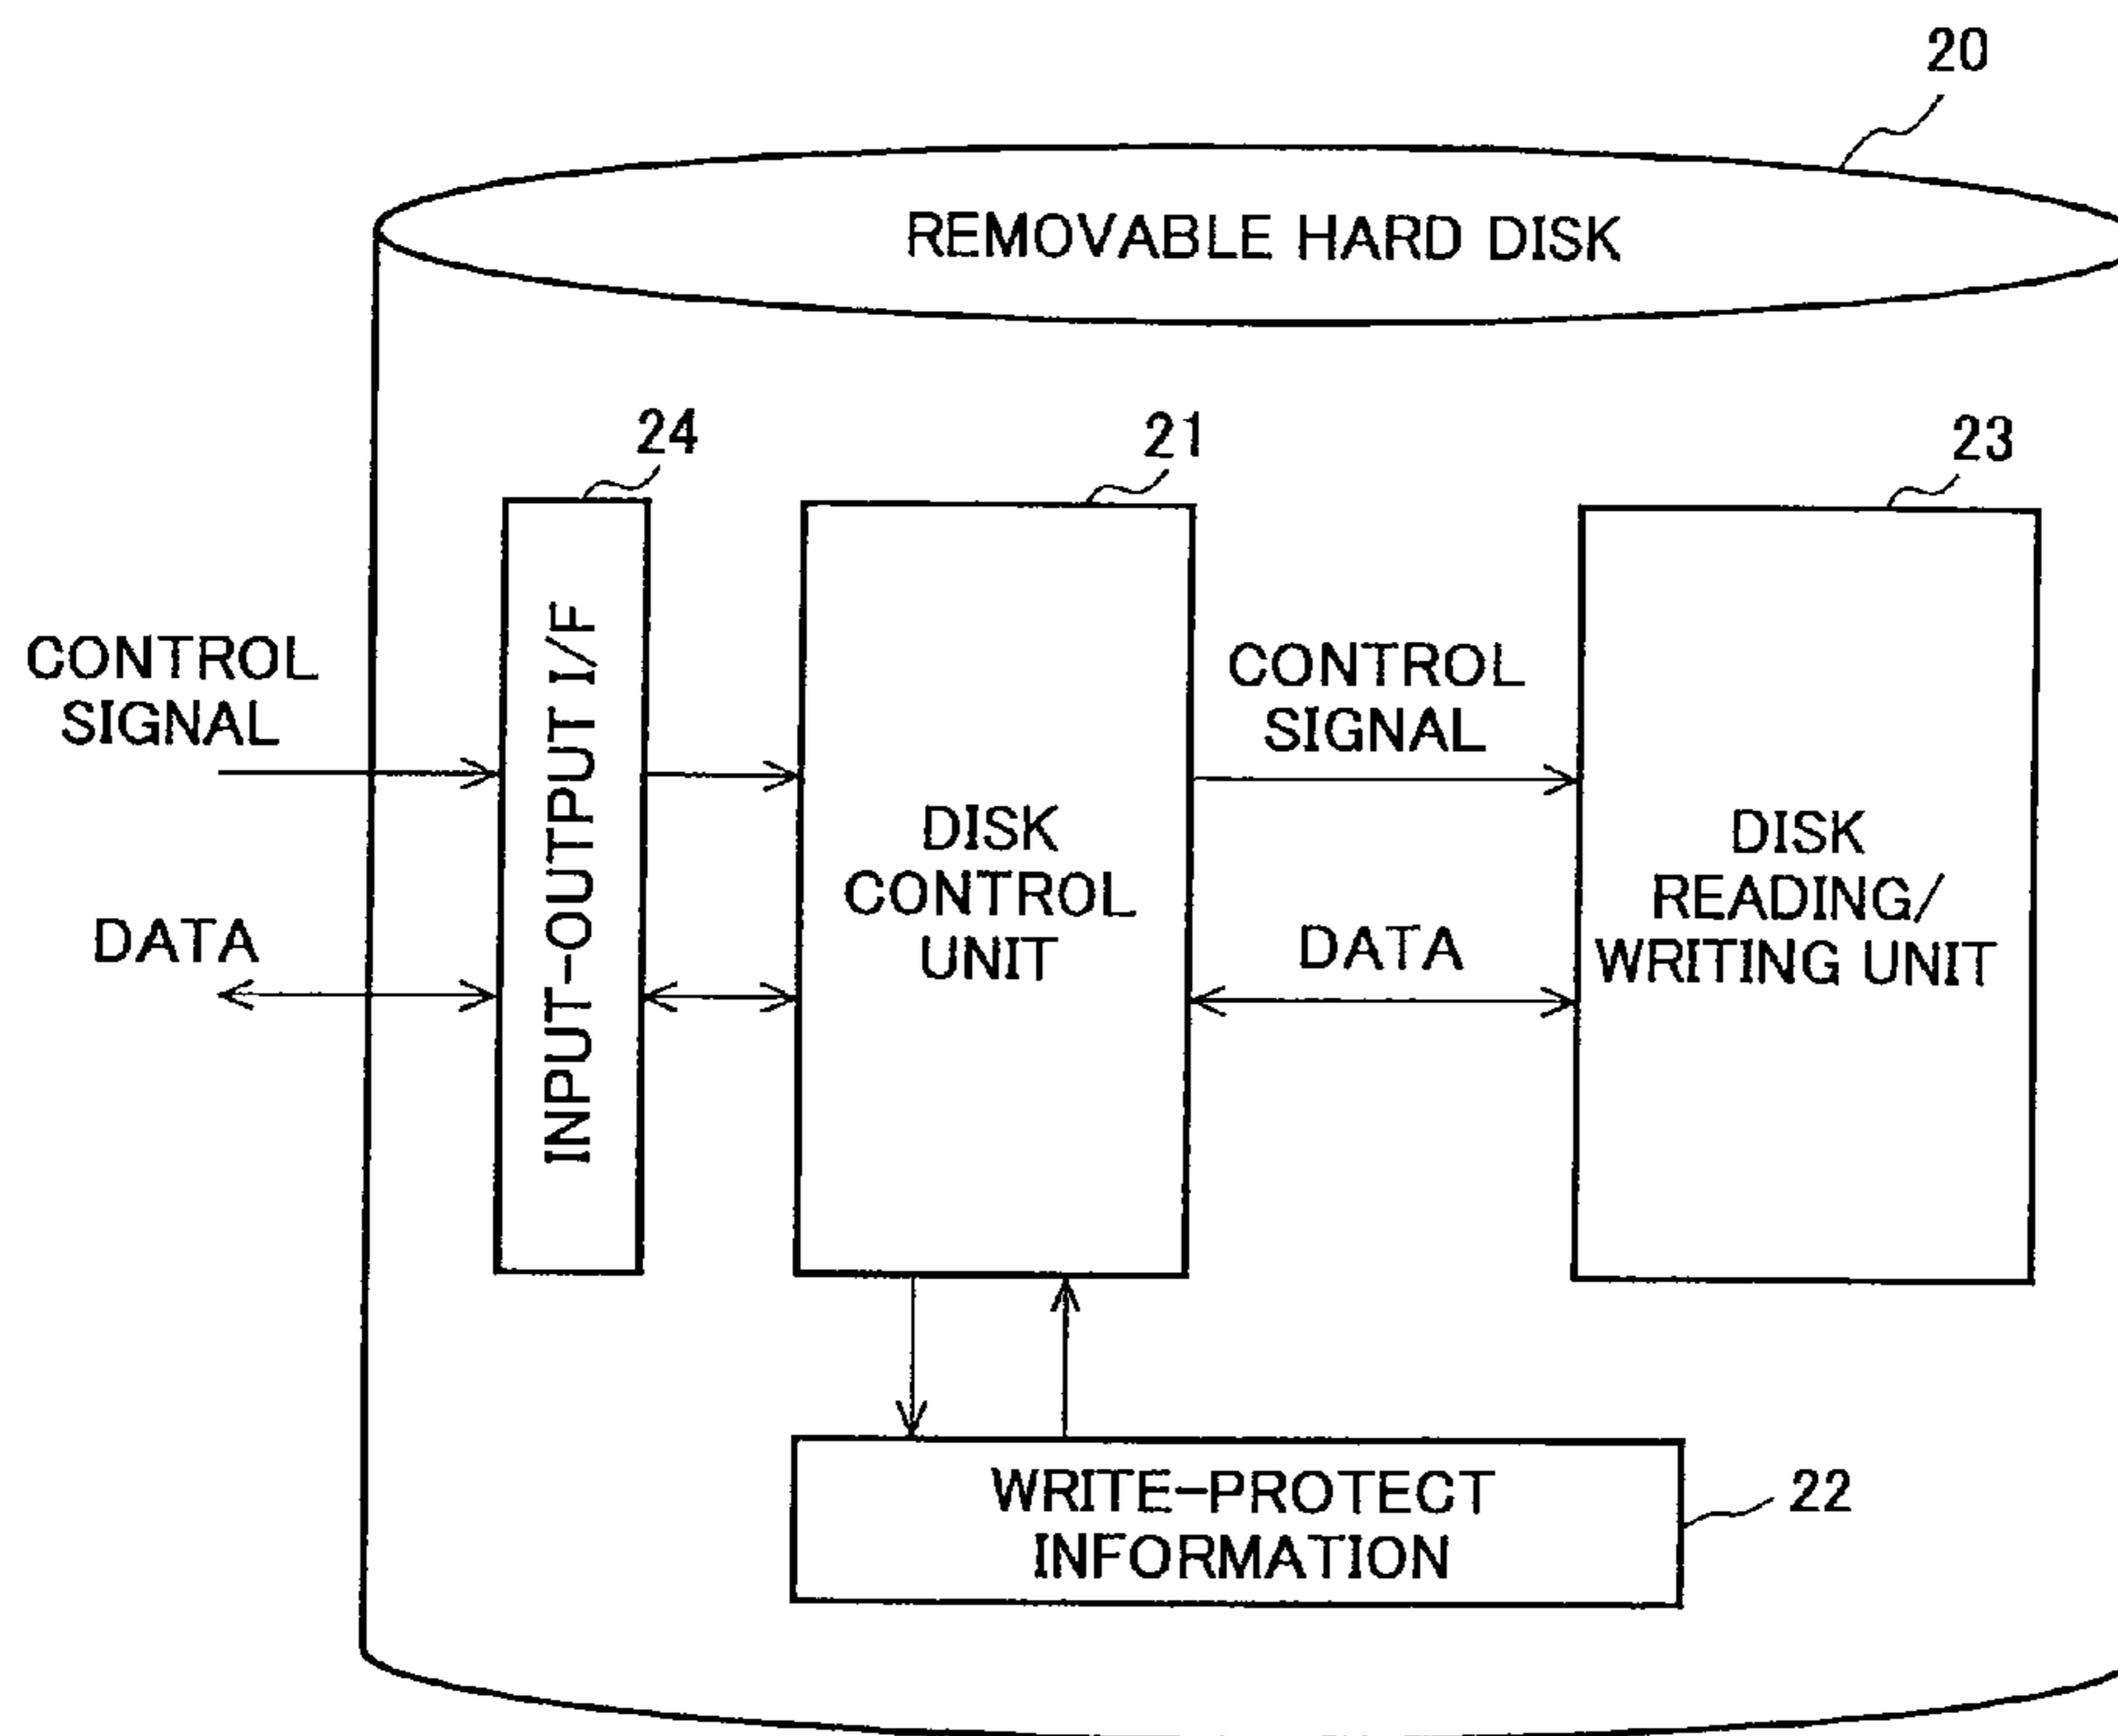 20
REMOVABLE HARD DISK
24
21
23
CONTROL
SIGNAL
INPUT-OUTPUT I/F
CONTROL
SIGNAL
DISK
CONTROL
UNIT
DISK
READING/
WRITING UNIT
DATA
DATA
WRITE-PROTECT
INFORMATION
22